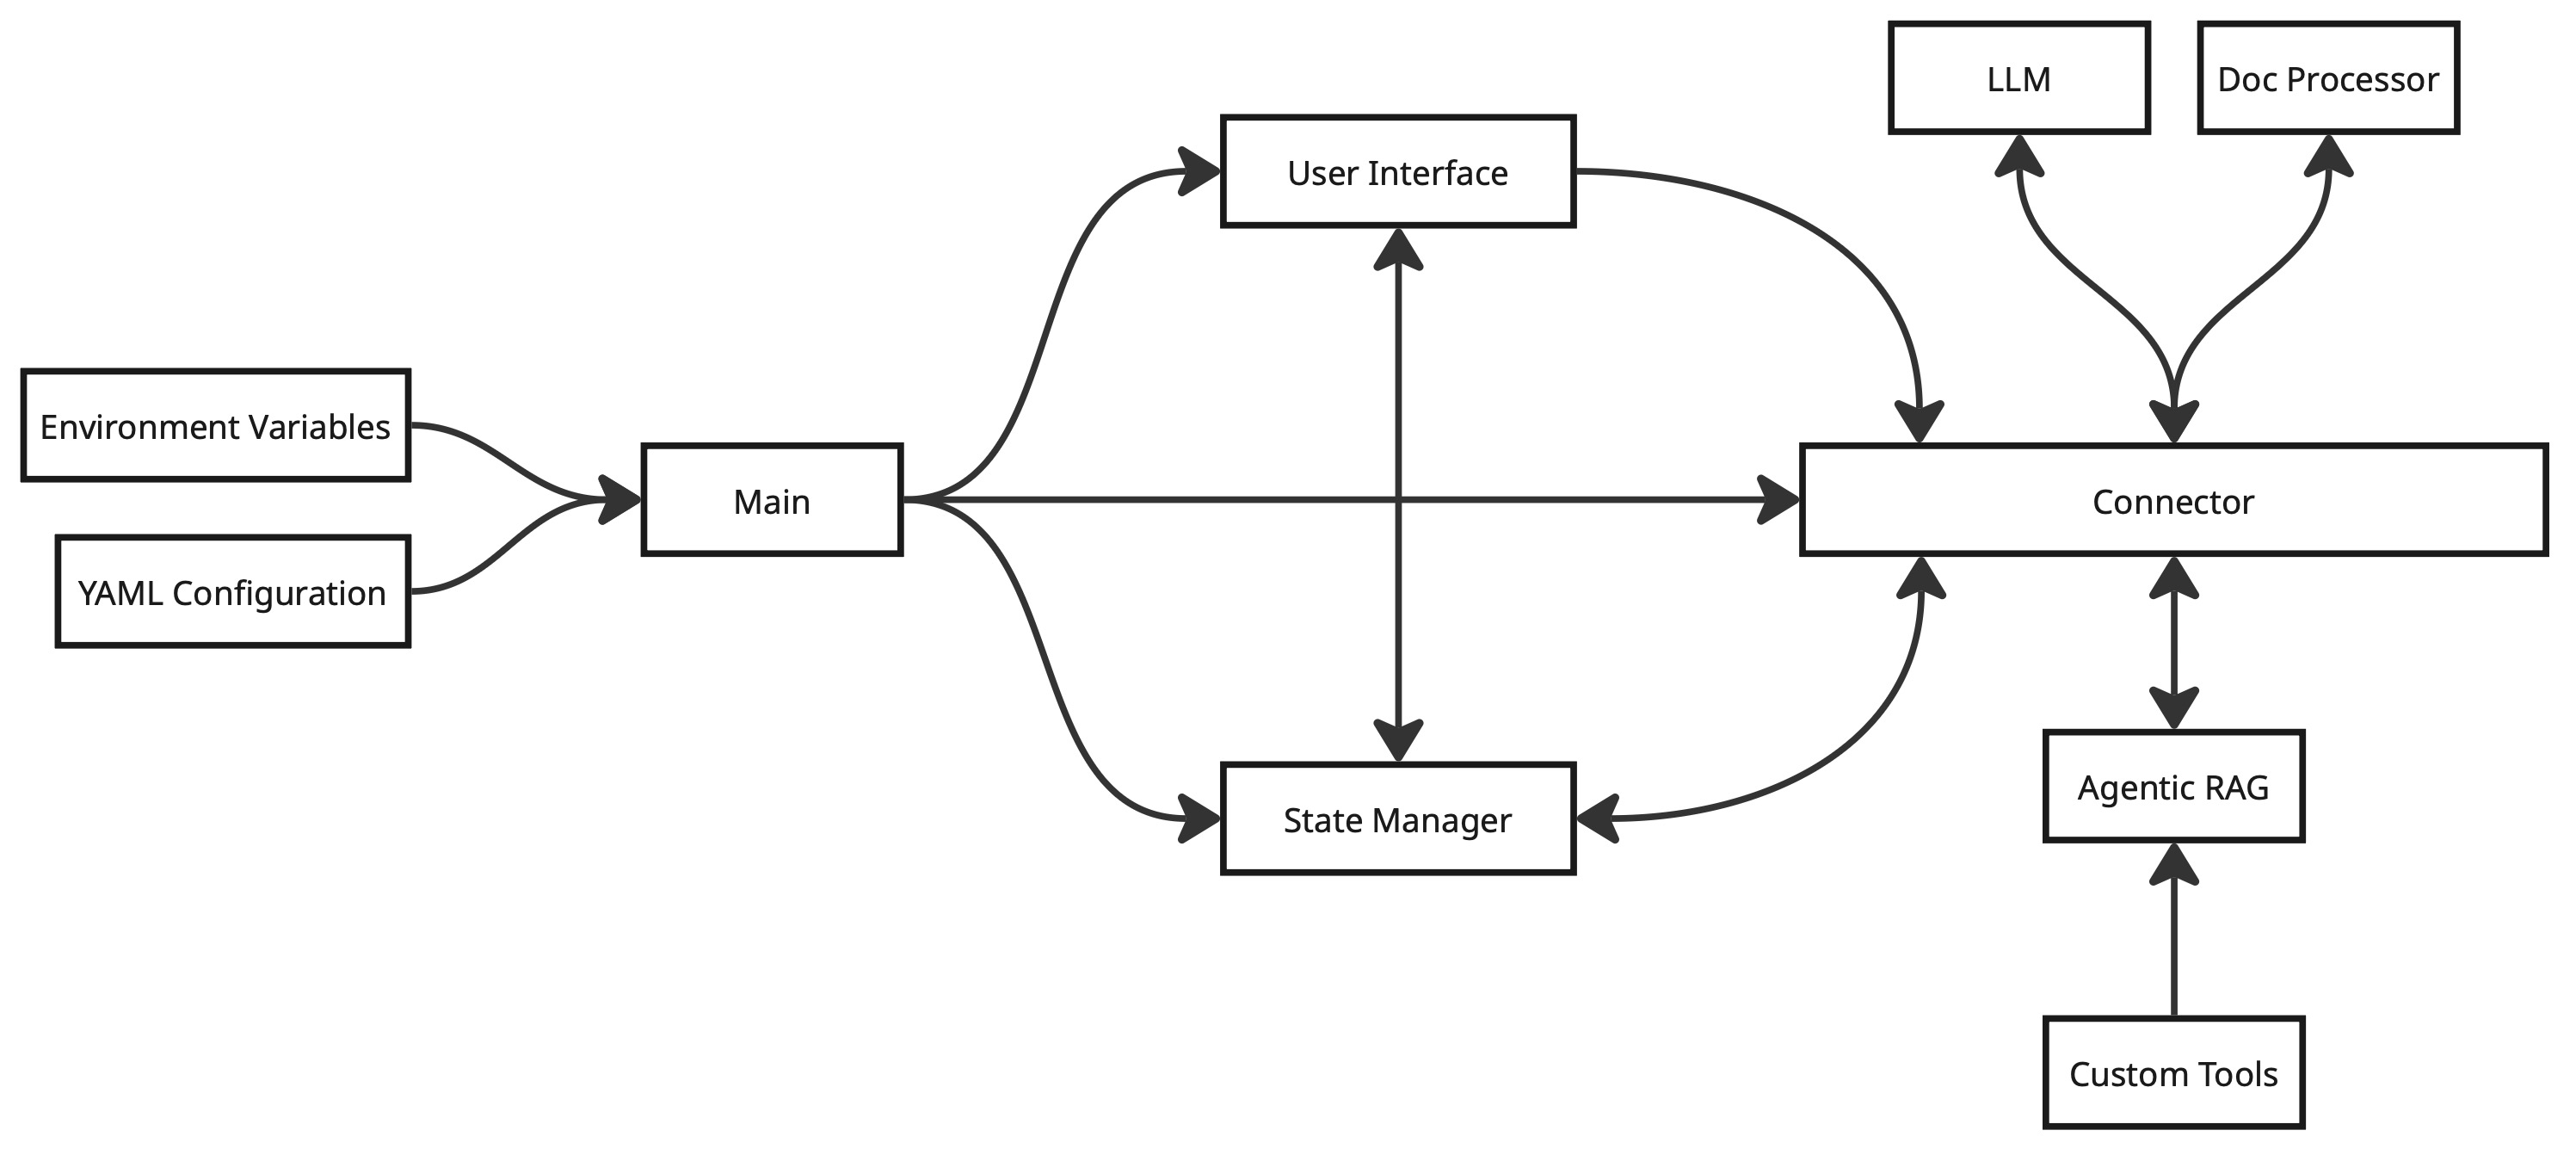 LLM
Doc Processor
User Interface
Environment Variables
Main
Connector
YAML Configuration
Agentic RAG
State Manager
Custom Tools